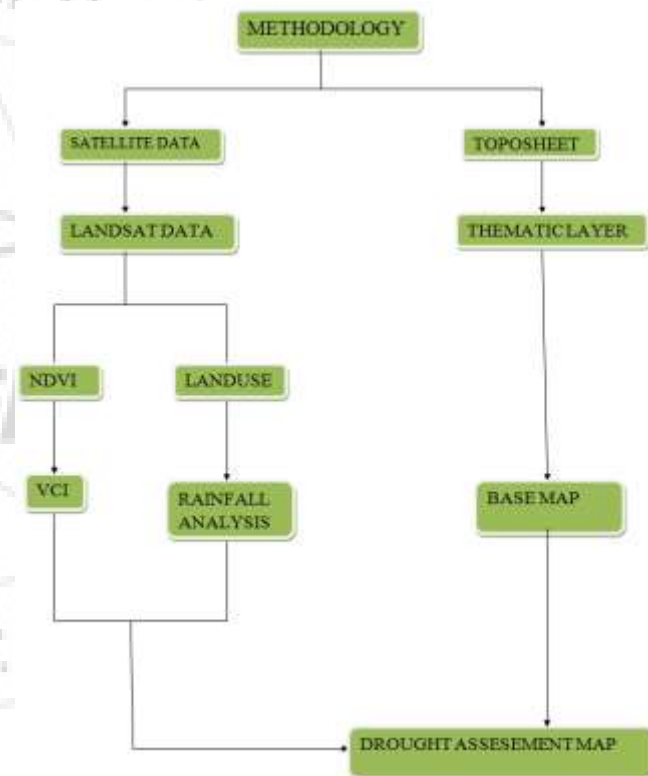 METHODOLOGY
SATELLITE DATA
TOPOSHEET
LANDSAT DATA
THEMATIC LAYER
NDVI
LANDUSE
VCI
RAINFALL
ANALYSIS
BASE MAP
DROUGHT ASSESEMENT MAP